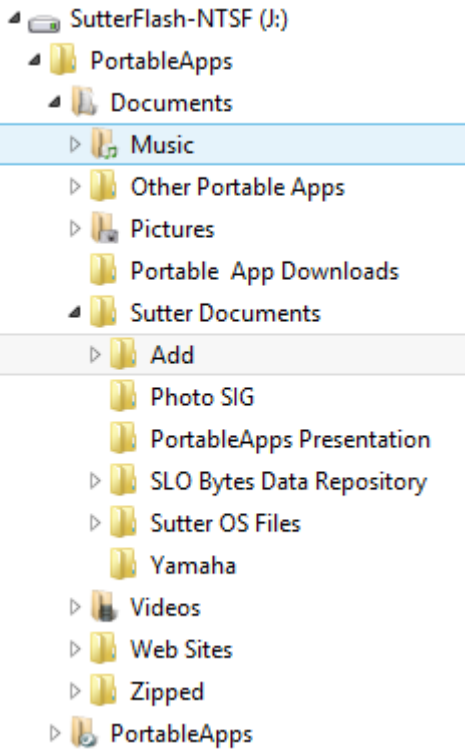 SutterFlash-NTSF (J:)
PortableApps
Documents
Music
Other Portable Apps
Pictures
Portable  App Downloads
Sutter Documents
Add
Photo SIG
PortableApps Presentation
SLO Bytes Data Repository
Sutter OS Files
Yamaha
Videos
Web Sites
Zipped
PortableApps